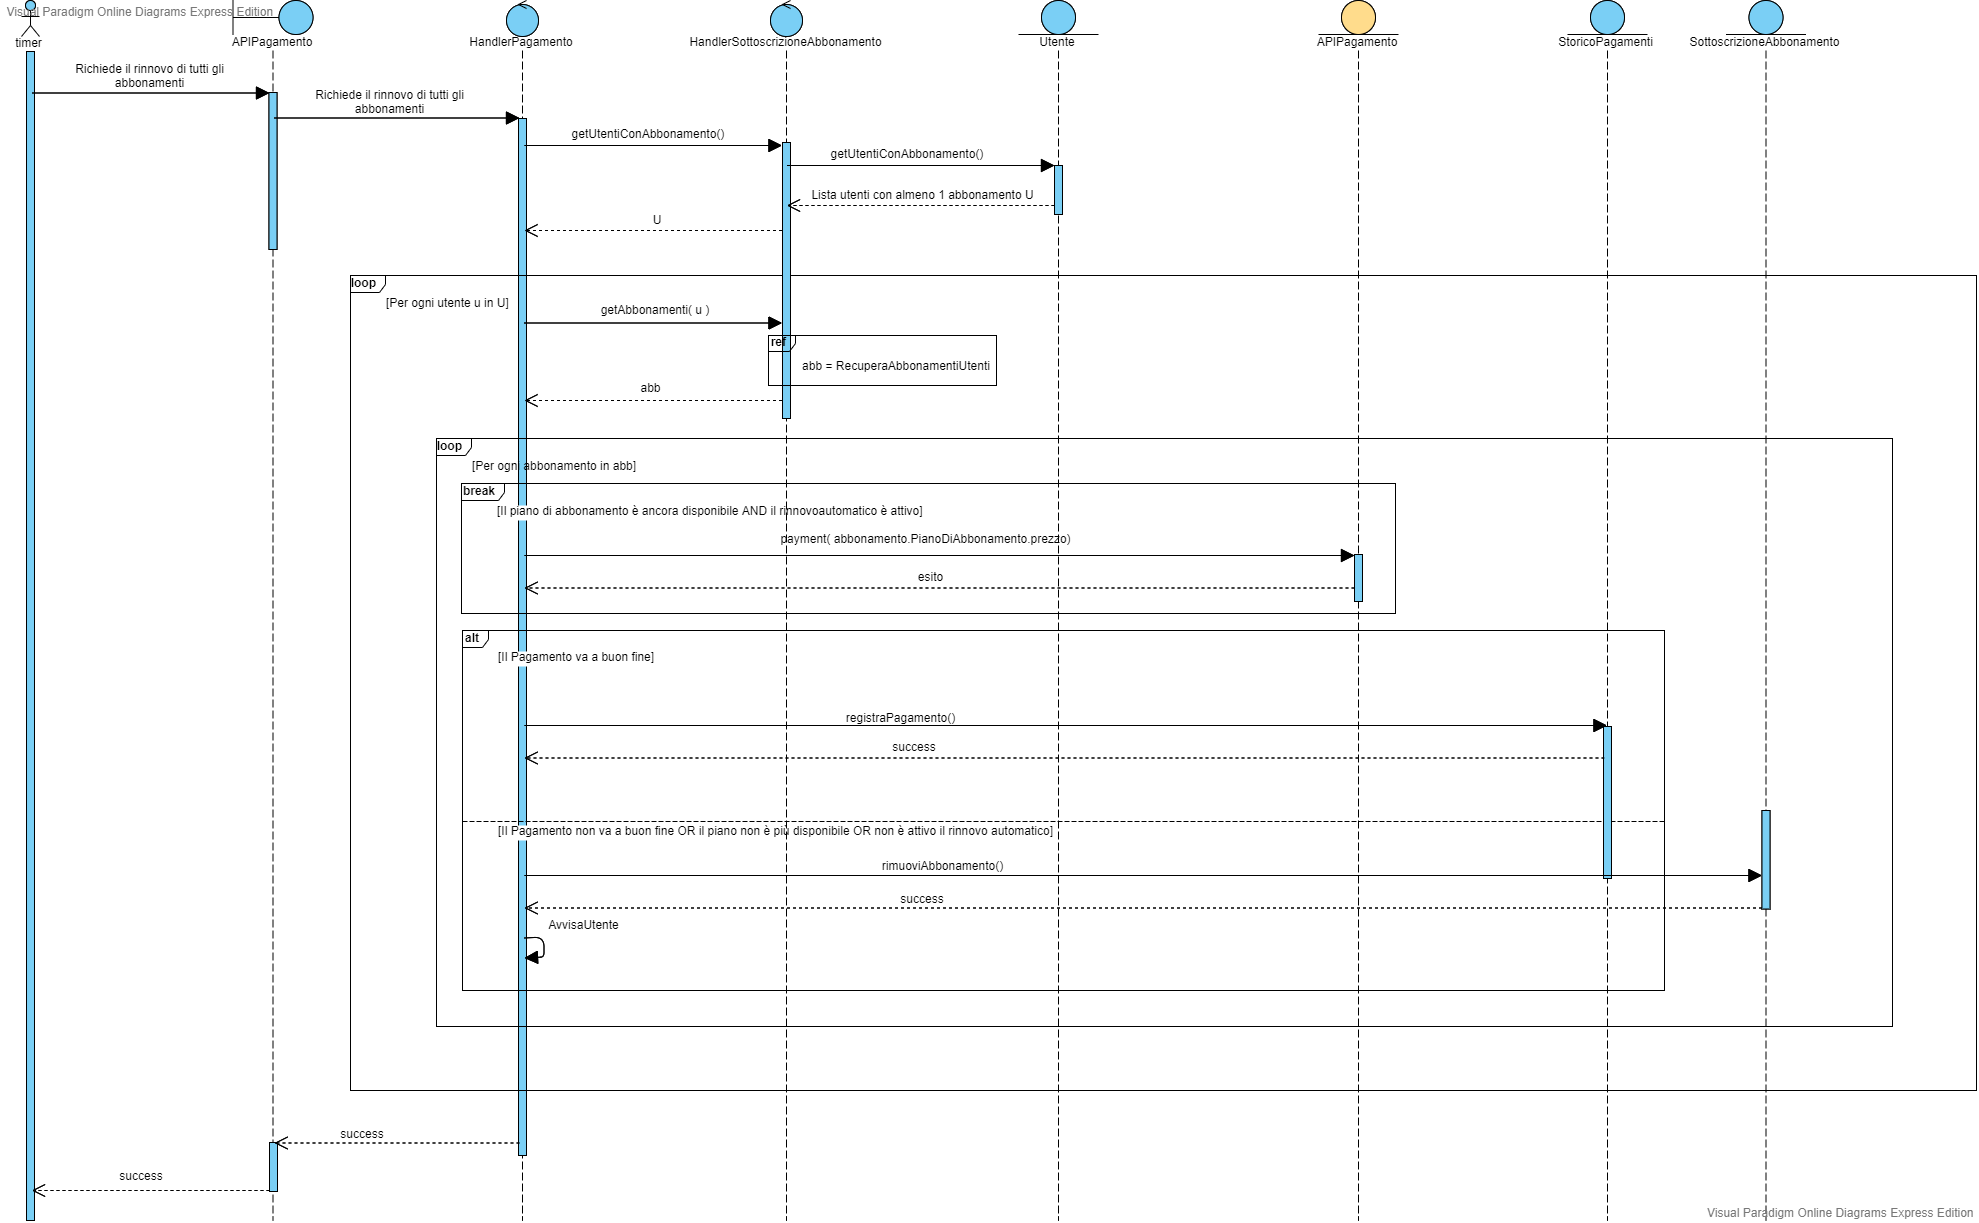 Visual Paradigm Online Diagrams Express Edition
timer
APIPagamento
HandlerPagamento
HandlerSottoscrizioneAbbonamento
Utente
APIPagamento
StoricoPagamenti
SottoscrizioneAbbonamento
Richiede il rinnovo di tutti gli
abbonamenti
Richiede il rinnovo di tutti gli
abbonamenti
getUtentiConAbbonamento()
getUtentiConAbbonamento()
Lista utenti con almeno 1 abbonamento U
U
loop
[Per ogni utente u in U]
getAbbonamenti( u )
ref
abb = RecuperaAbbonamentiUtenti
abb
loop
[Per ogni abbonamento in abb]
break
[Il piano di abbonamento è ancora disponibile AND il rinnovoautomatico è attivo]
payment( abbonamento.PianoDiAbbonamento.prezzo)
esito
alt
[Il Pagamento va a buon fine]
registraPagamento()
success
[Il Pagamento non va a buon fine OR il piano non è più disponibile OR non è attivo il rinnovo automatico]
rimuoviAbbonamento()
success
AvvisaUtente
success
success
Visual Paradigm Online Diagrams Express Edition